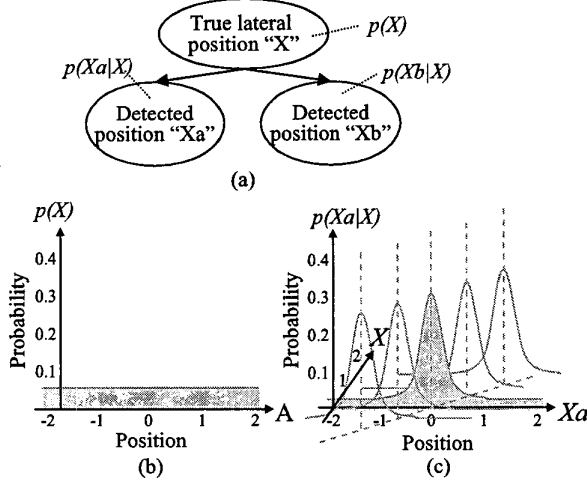 True lateral
position “X”
p(X)
p(Xa|X)
p(Xb|X)
Detected
position “Xa”
Detected
position “Xb”
(a)
p(X)
Probability
0.4
0.3
0.2
0.1
-2 -1 0 1 2 A
Position
(b)
p(Xa|X)
Probability
0.4
0.3
0.2
0.1
1 2 X
-2 -1 0 1 2 Xa
Position
(c)